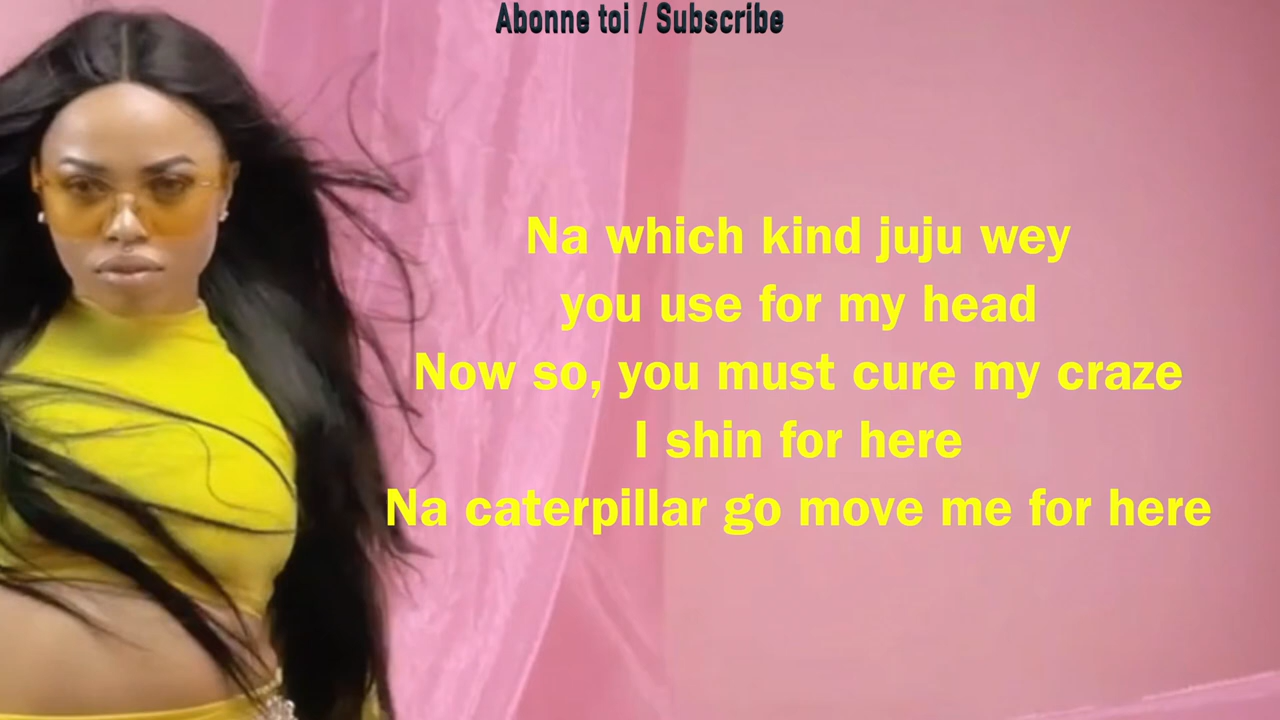 Abonne toi / Subscribe
Na which kind juju wey
you use for my head
Now so, you must cure my craze
I shin for here
Na caterpillar go move me for here